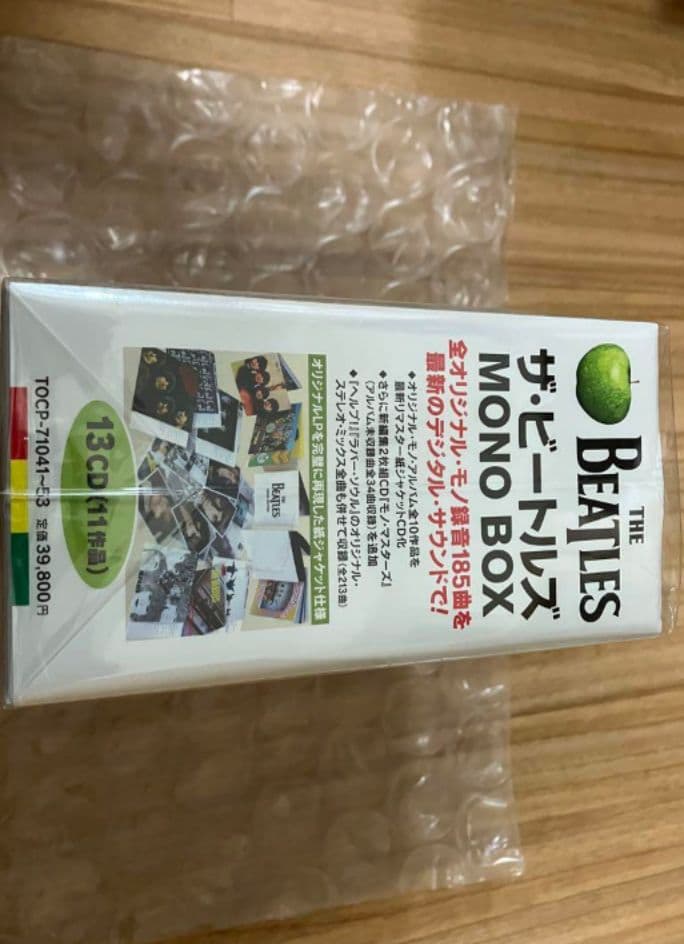 THE
BEATLES
ザ・ビートルズ
MONO BOX
全オリジナル・モノ録音185曲を
最新のデジタル・サウンドで!
◆オリジナル・モノ・アルバム全10作品を
最新リマスター紙ジャケットCD化
◆さらに新編集2枚組CD『モノ・マスターズ』
(アルバム未収録曲全34曲収録)を追加
◆『ヘルプ!』『ラバー・ソウル』のオリジナル・
ステレオ・ミックス全曲も併せて収録(全213曲)
オリジナルLPを完璧に再現した紙ジャケット仕様
THE
BEATLES
13CD(11作品)
TOCP-71041~53 定価39,800円